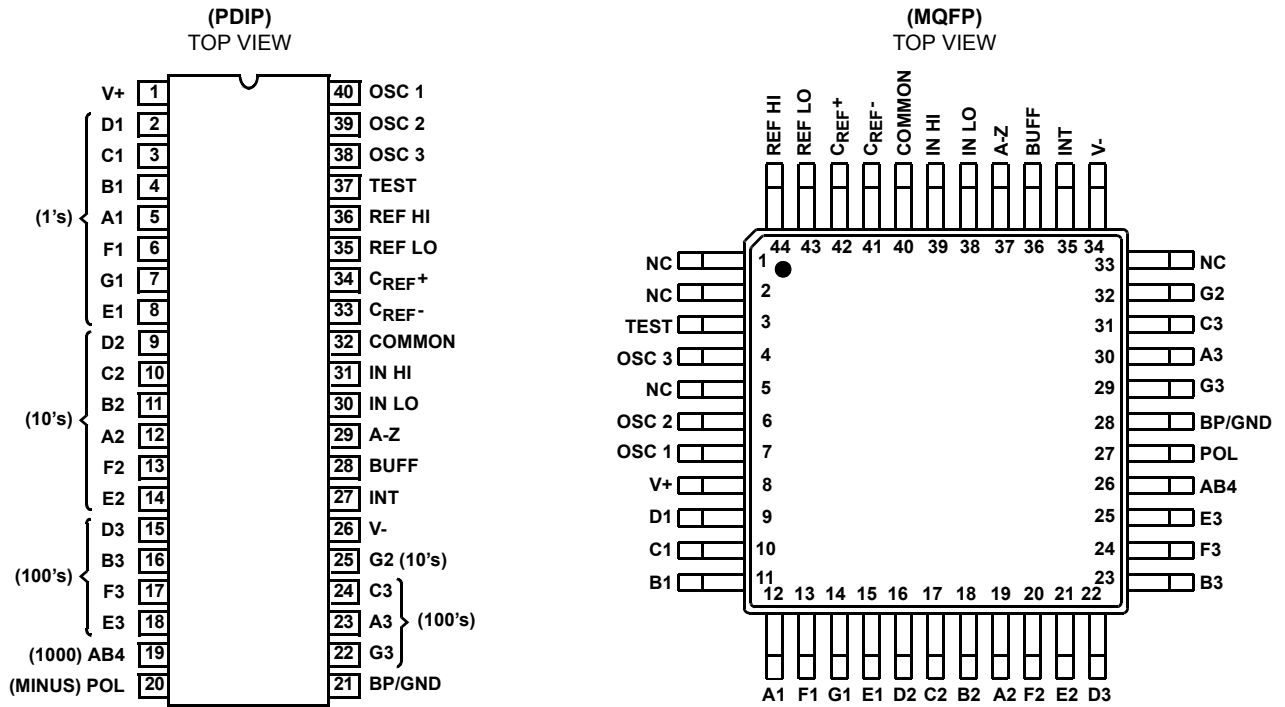 (PDIP)
TOP VIEW
V+ 1
D1 2
C1 3
B1 4
(1's) A1 5
F1 6
G1 7
E1 8
D2 9
C2 10
B2 11
(10's)
A2 12
F2 13
E2 14
D3 15
B3 16
(100's)
F3 17
E3 18
(1000) AB4 19
(MINUS) POL 20
40 OSC 1
39 OSC 2
38 OSC 3
37 TEST
36 REF HI
35 REF LO
34 CREF+
33 CREF-
32 COMMON
31 IN HI
30 IN LO
29 A-Z
28 BUFF
27 INT
26 V-
25 G2 (10's)
24 C3
23 A3 (100's)
22 G3
21 BP/GND
(MQFP)
TOP VIEW
REF HI
REF LO
CREF+
CREF-
COMMON
IN HI
IN LO
A-Z
BUFF
INT
V-
44 43 42 41 40 39 38 37 36 35 34
NC 1
NC 2
TEST 3
OSC 3 4
NC 5
OSC 2 6
OSC 1 7
V+ 8
D1 9
C1 10
B1 11
33 NC
32 G2
31 C3
30 A3
29 G3
28 BP/GND
27 POL
26 AB4
25 E3
24 F3
23 B3
12 13 14 15 16 17 18 19 20 21 22
A1 F1 G1 E1 D2 C2 B2 A2 F2 E2 D3